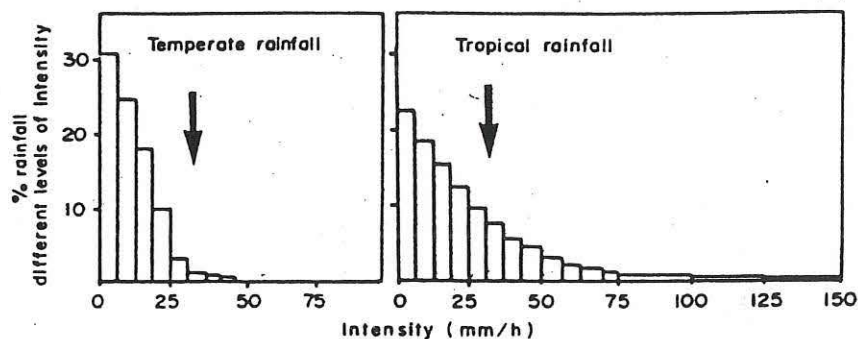 % rainfall
different levels of Intensity
30
20
10
Temperate rainfall
Tropical rainfall
0 25 50 75
0 25 50 75 100 125 150
Intensity (mm/h)